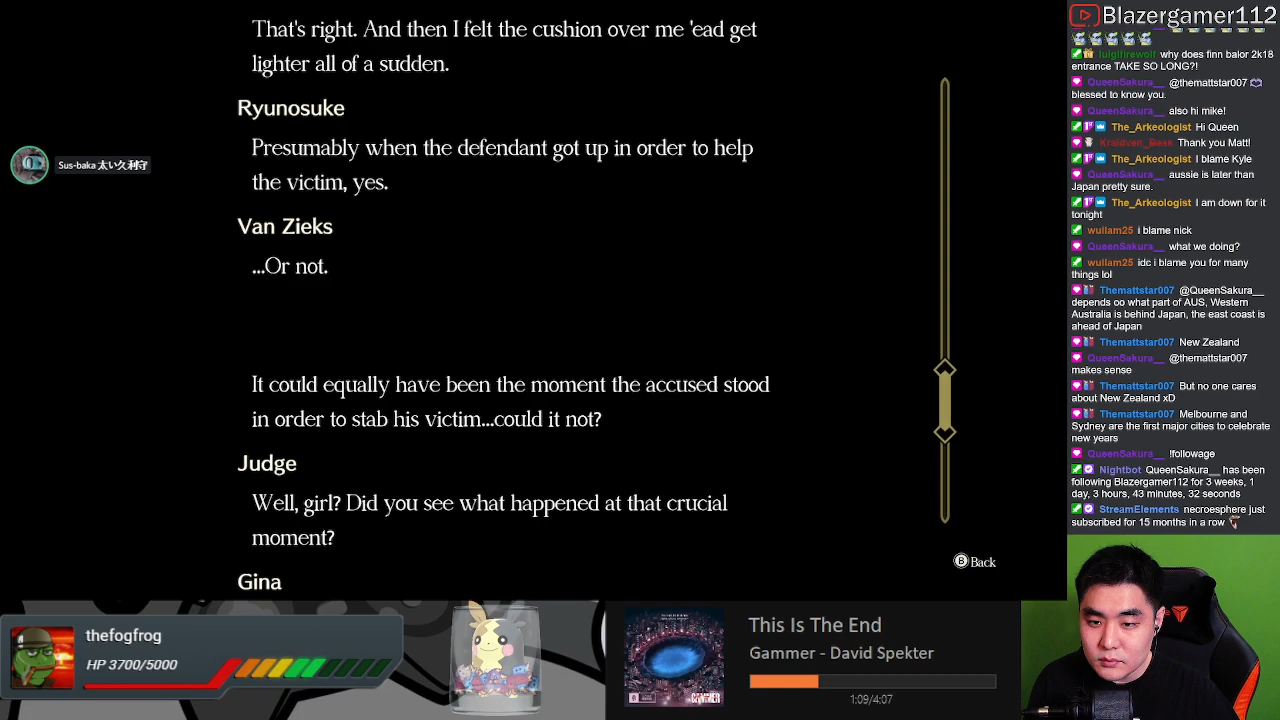 That's right. And then I felt the cushion over me 'ead get
lighter all of a sudden.
Ryunosuke
Presumably when the defendant got up in order to help
the victim, yes.
Van Zieks
...Or not.
It could equally have been the moment the accused stood
in order to stab his victim...could it not?
Judge
Well, girl? Did you see what happened at that crucial
moment?
Gina
B Back
Sus-baka 太い久利守
Blazergamer112
luigifirewolf why does finn balor 2k18
entrance TAKE SO LONG?!
QueenSakura__ @themattstar007
blessed to know you.
QueenSakura__ also hi mike!
The_Arkeologist Hi Queen
Thank you Matt!
The_Arkeologist I blame Kyle
QueenSakura__ aussie is later than
Japan pretty sure.
The_Arkeologist I am down for it
tonight
wullam25 i blame nick
QueenSakura__ what we doing?
wullam25 idc i blame you for many
things lol
Themattstar007 @QueenSakura__
depends oo what part of AUS, Western
Australia is behind Japan, the east coast is
ahead of Japan
Themattstar007 New Zealand
QueenSakura__ @themattstar007
makes sense
Themattstar007 But no one cares
about New Zealand xD
Themattstar007 Melbourne and
Sydney are the first major cities to celebrate
new years
QueenSakura__ !followage
Nightbot QueenSakura__ has been
following Blazergamer112 for 3 weeks, 1
day, 3 hours, 43 minutes, 32 seconds
StreamElements necrospher just
subscribed for 15 months in a row
thefogfrog
HP 3700/5000
This Is The End
Gammer - David Spekter
1:09/4:07